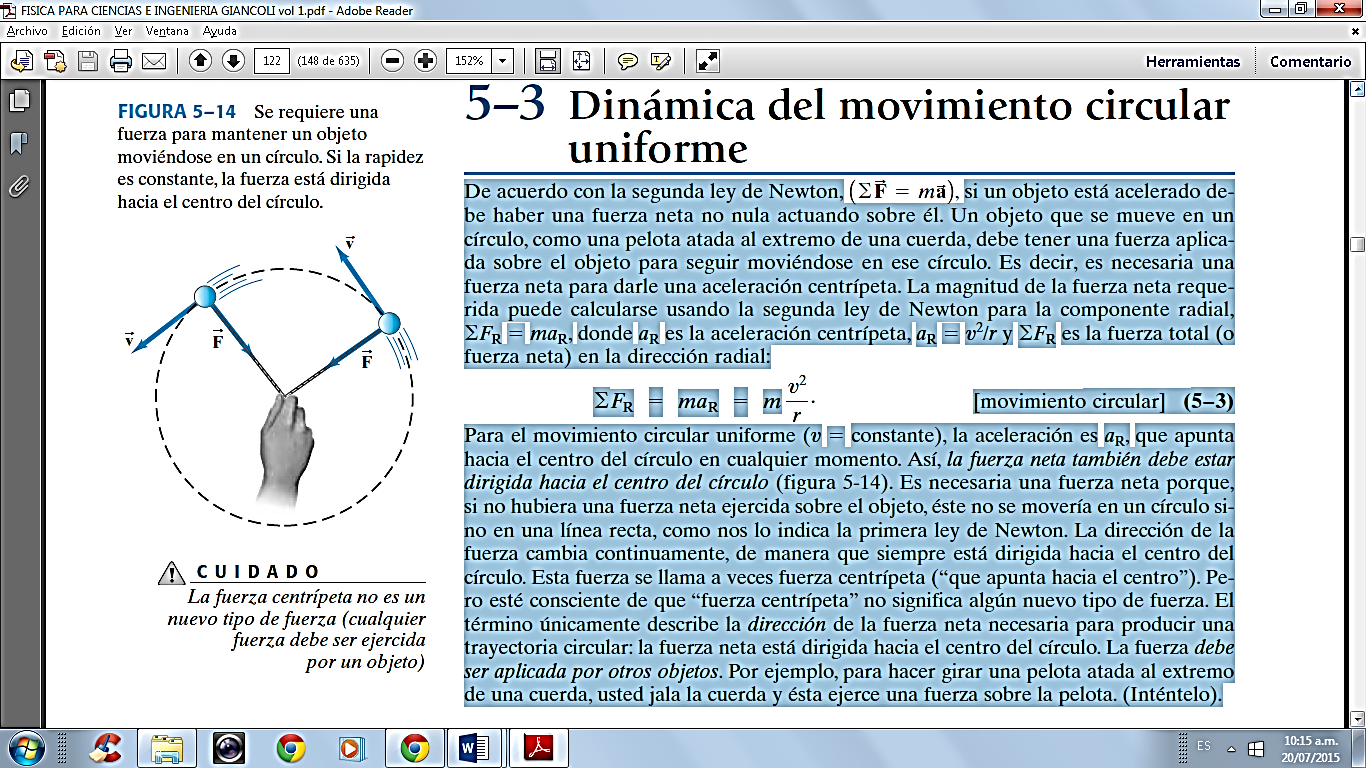 FISICA PARA CIENCIAS E INGENIERIA GIANCOLI vol 1.pdf - Adobe Reader
Archivo Edición Ver Ventana Ayuda
122 (148 de 635) 152% Herramientas Comentario
FIGURA 5–14 Se requiere una
fuerza para mantener un objeto
moviéndose en un círculo. Si la rapidez
es constante, la fuerza está dirigida
hacia el centro del círculo.
v⃗
v⃗
F⃗
F⃗
CUIDADO
La fuerza centrípeta no es un
nuevo tipo de fuerza (cualquier
fuerza debe ser ejercida
por un objeto)
5–3 Dinámica del movimiento circular
uniforme
De acuerdo con la segunda ley de Newton, (ΣF⃗ = ma⃗), si un objeto está acelerado de-
be haber una fuerza neta no nula actuando sobre él. Un objeto que se mueve en un
círculo, como una pelota atada al extremo de una cuerda, debe tener una fuerza aplica-
da sobre el objeto para seguir moviéndose en ese círculo. Es decir, es necesaria una
fuerza neta para darle una aceleración centrípeta. La magnitud de la fuerza neta reque-
rida puede calcularse usando la segunda ley de Newton para la componente radial,
ΣF_R = ma_R, donde a_R es la aceleración centrípeta, a_R = v²/r y ΣF_R es la fuerza total (o
fuerza neta) en la dirección radial:
ΣF_R = ma_R = m v²/r. [movimiento circular] (5–3)
Para el movimiento circular uniforme (v = constante), la aceleración es a_R, que apunta
hacia el centro del círculo en cualquier momento. Así, la fuerza neta también debe estar
dirigida hacia el centro del círculo (figura 5-14). Es necesaria una fuerza neta porque,
si no hubiera una fuerza neta ejercida sobre el objeto, éste no se movería en un círculo si-
no en una línea recta, como nos lo indica la primera ley de Newton. La dirección de la
fuerza cambia continuamente, de manera que siempre está dirigida hacia el centro del
círculo. Esta fuerza se llama a veces fuerza centrípeta (“que apunta hacia el centro”). Pe-
ro esté consciente de que “fuerza centrípeta” no significa algún nuevo tipo de fuerza. El
término únicamente describe la dirección de la fuerza neta necesaria para producir una
trayectoria circular: la fuerza neta está dirigida hacia el centro del círculo. La fuerza debe
ser aplicada por otros objetos. Por ejemplo, para hacer girar una pelota atada al extremo
de una cuerda, usted jala la cuerda y ésta ejerce una fuerza sobre la pelota. (Inténtelo).
ES
10:15 a.m.
20/07/2015